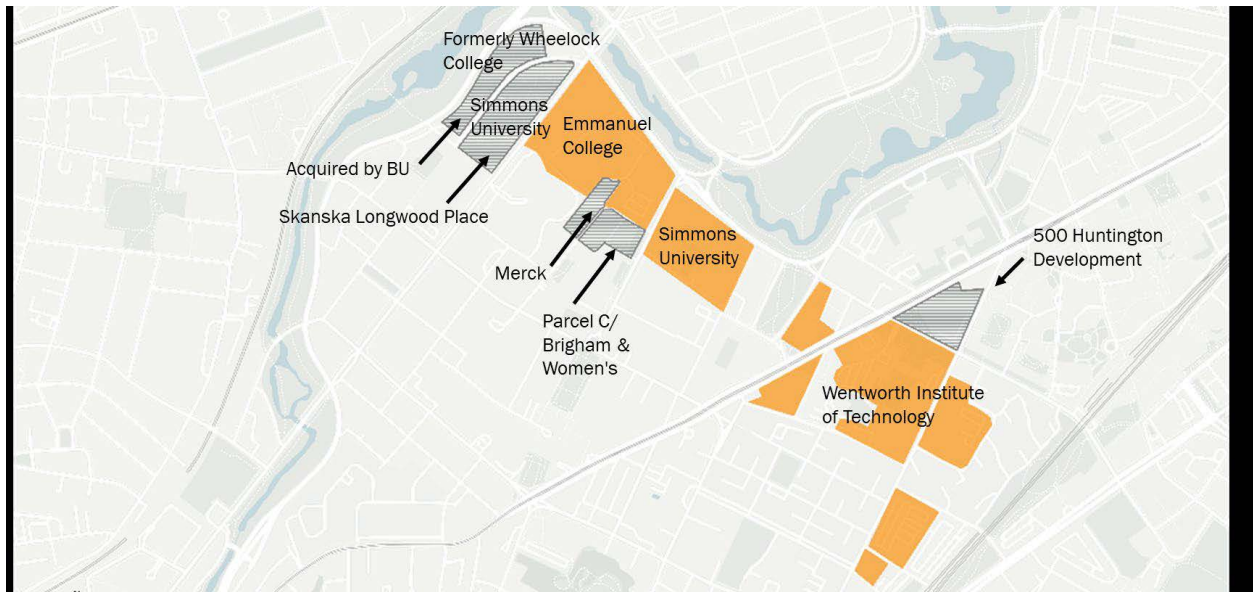 Formerly Wheelock
College
Simmons
University
Emmanuel
College
Acquired by BU
Skanska Longwood Place
Simmons
University
500 Huntington
Development
Merck
Parcel C/
Brigham &
Women's
Wentworth Institute
of Technology